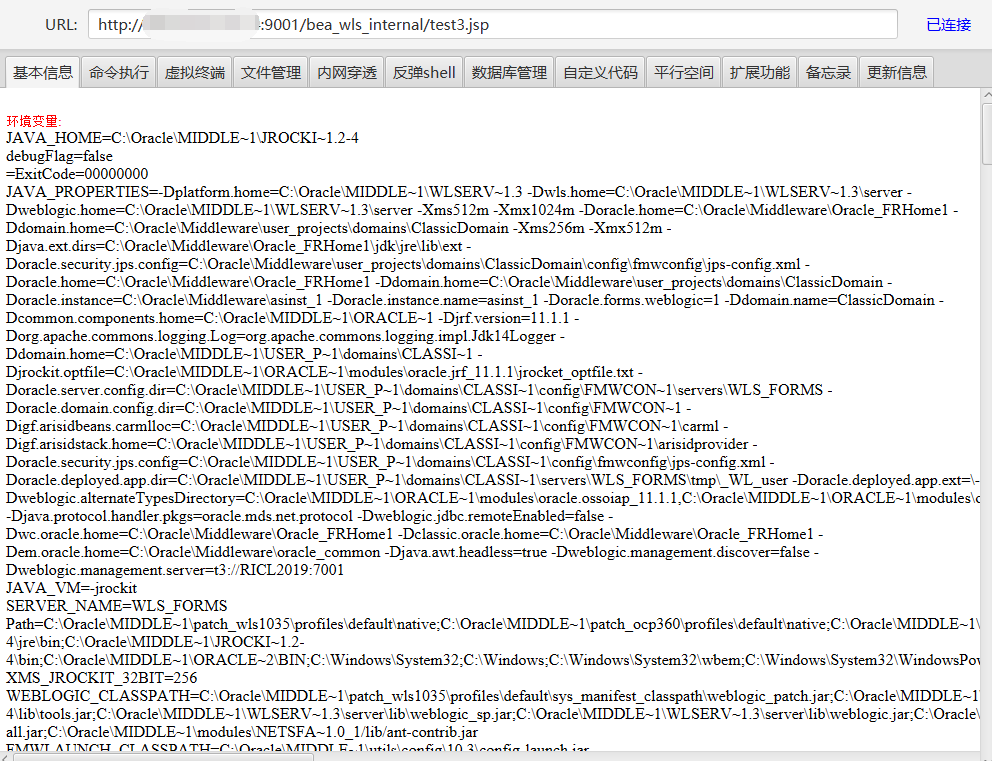 URL: http:// :9001/bea_wls_internal/test3.jsp 已连接
基本信息 命令执行 虚拟终端 文件管理 内网穿透 反弹shell 数据库管理 自定义代码 平行空间 扩展功能 备忘录 更新信息
环境变量:
JAVA_HOME=C:\Oracle\MIDDLE~1\JROCKI~1.2-4
debugFlag=false
=ExitCode=00000000
JAVA_PROPERTIES=-Dplatform.home=C:\Oracle\MIDDLE~1\WLSERV~1.3 -Dwls.home=C:\Oracle\MIDDLE~1\WLSERV~1.3\server -
Dweblogic.home=C:\Oracle\MIDDLE~1\WLSERV~1.3\server -Xms512m -Xmx1024m -Doracle.home=C:\Oracle\Middleware\Oracle_FRHome1 -
Ddomain.home=C:\Oracle\Middleware\user_projects\domains\ClassicDomain -Xms256m -Xmx512m -
Djava.ext.dirs=C:\Oracle\Middleware\Oracle_FRHome1\jdk\jre\lib\ext -
Doracle.security.jps.config=C:\Oracle\Middleware\user_projects\domains\ClassicDomain\config\fmwconfig\jps-config.xml -
Doracle.home=C:\Oracle\Middleware\Oracle_FRHome1 -Ddomain.home=C:\Oracle\Middleware\user_projects\domains\ClassicDomain -
Doracle.instance=C:\Oracle\Middleware\asinst_1 -Doracle.instance.name=asinst_1 -Doracle.forms.weblogic=1 -Ddomain.name=ClassicDomain -
Dcommon.components.home=C:\Oracle\MIDDLE~1\ORACLE~1 -Djrf.version=11.1.1 -
Dorg.apache.commons.logging.Log=org.apache.commons.logging.impl.Jdk14Logger -
Ddomain.home=C:\Oracle\MIDDLE~1\USER_P~1\domains\CLASSI~1 -
Djrockit.optfile=C:\Oracle\MIDDLE~1\ORACLE~1\modules\oracle.jrf_11.1.1\jrocket_optfile.txt -
Doracle.server.config.dir=C:\Oracle\MIDDLE~1\USER_P~1\domains\CLASSI~1\config\FMWCON~1\servers\WLS_FORMS -
Doracle.domain.config.dir=C:\Oracle\MIDDLE~1\USER_P~1\domains\CLASSI~1\config\FMWCON~1 -
Digf.arisidbeans.carmlloc=C:\Oracle\MIDDLE~1\USER_P~1\domains\CLASSI~1\config\FMWCON~1\carml -
Digf.arisidstack.home=C:\Oracle\MIDDLE~1\USER_P~1\domains\CLASSI~1\config\FMWCON~1\arisidprovider -
Doracle.security.jps.config=C:\Oracle\MIDDLE~1\USER_P~1\domains\CLASSI~1\config\fmwconfig\jps-config.xml -
Doracle.deployed.app.dir=C:\Oracle\MIDDLE~1\USER_P~1\domains\CLASSI~1\servers\WLS_FORMS\tmp\_WL_user -Doracle.deployed.app.ext=\-
Dweblogic.alternateTypesDirectory=C:\Oracle\MIDDLE~1\ORACLE~1\modules\oracle.ossoiap_11.1.1,C:\Oracle\MIDDLE~1\ORACLE~1\modules\
-Djava.protocol.handler.pkgs=oracle.mds.net.protocol -Dweblogic.jdbc.remoteEnabled=false -
Dwc.oracle.home=C:\Oracle\Middleware\Oracle_FRHome1 -Dclassic.oracle.home=C:\Oracle\Middleware\Oracle_FRHome1 -
Dem.oracle.home=C:\Oracle\Middleware\oracle_common -Djava.awt.headless=true -Dweblogic.management.discover=false -
Dweblogic.management.server=t3://RICL2019:7001
JAVA_VM=-jrockit
SERVER_NAME=WLS_FORMS
Path=C:\Oracle\MIDDLE~1\patch_wls1035\profiles\default\native;C:\Oracle\MIDDLE~1\patch_ocp360\profiles\default\native;C:\Oracle\MIDDLE~1\
4\jre\bin;C:\Oracle\MIDDLE~1\JROCKI~1.2-
4\bin;C:\Oracle\MIDDLE~1\ORACLE~2\BIN;C:\Windows\System32;C:\Windows;C:\Windows\System32\wbem;C:\Windows\System32\WindowsPov
XMS_JROCKIT_32BIT=256
WEBLOGIC_CLASSPATH=C:\Oracle\MIDDLE~1\patch_wls1035\profiles\default\sys_manifest_classpath\weblogic_patch.jar;C:\Oracle\MIDDLE~1\
4\lib\tools.jar;C:\Oracle\MIDDLE~1\WLSERV~1.3\server\lib\weblogic_sp.jar;C:\Oracle\MIDDLE~1\WLSERV~1.3\server\lib\weblogic.jar;C:\Oracle\
all.jar;C:\Oracle\MIDDLE~1\modules\NETSFA~1.0_1/lib/ant-contrib.jar
FMWLAUNCH_CLASSPATH=C:\Oracle\MIDDLE~1\utils\config\10.3\config-launch.jar